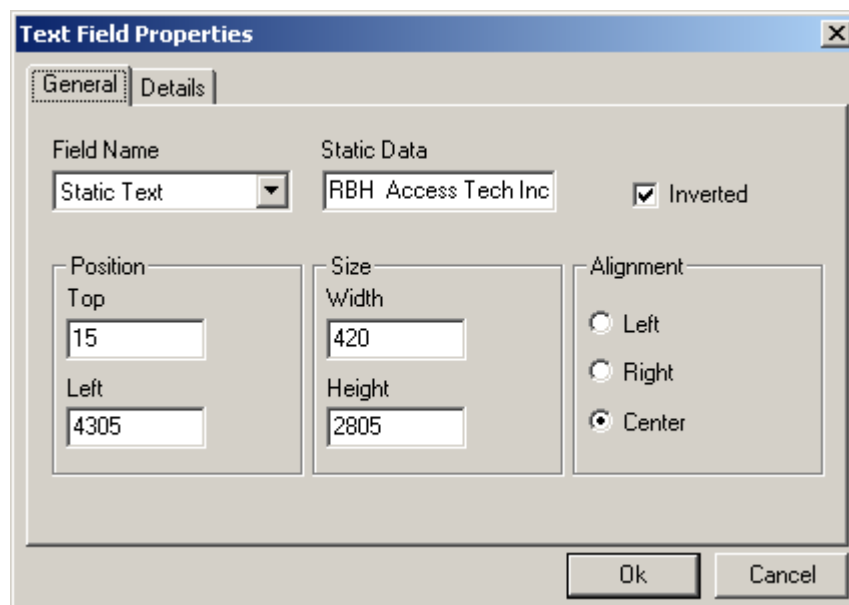 Text Field Properties
General Details
Field Name Static Data
Static Text RBH  Access Tech Inc Inverted
Position Size Alignment
Top Width
15 420 Left
Left Height Right
4305 2805 Center
Ok Cancel